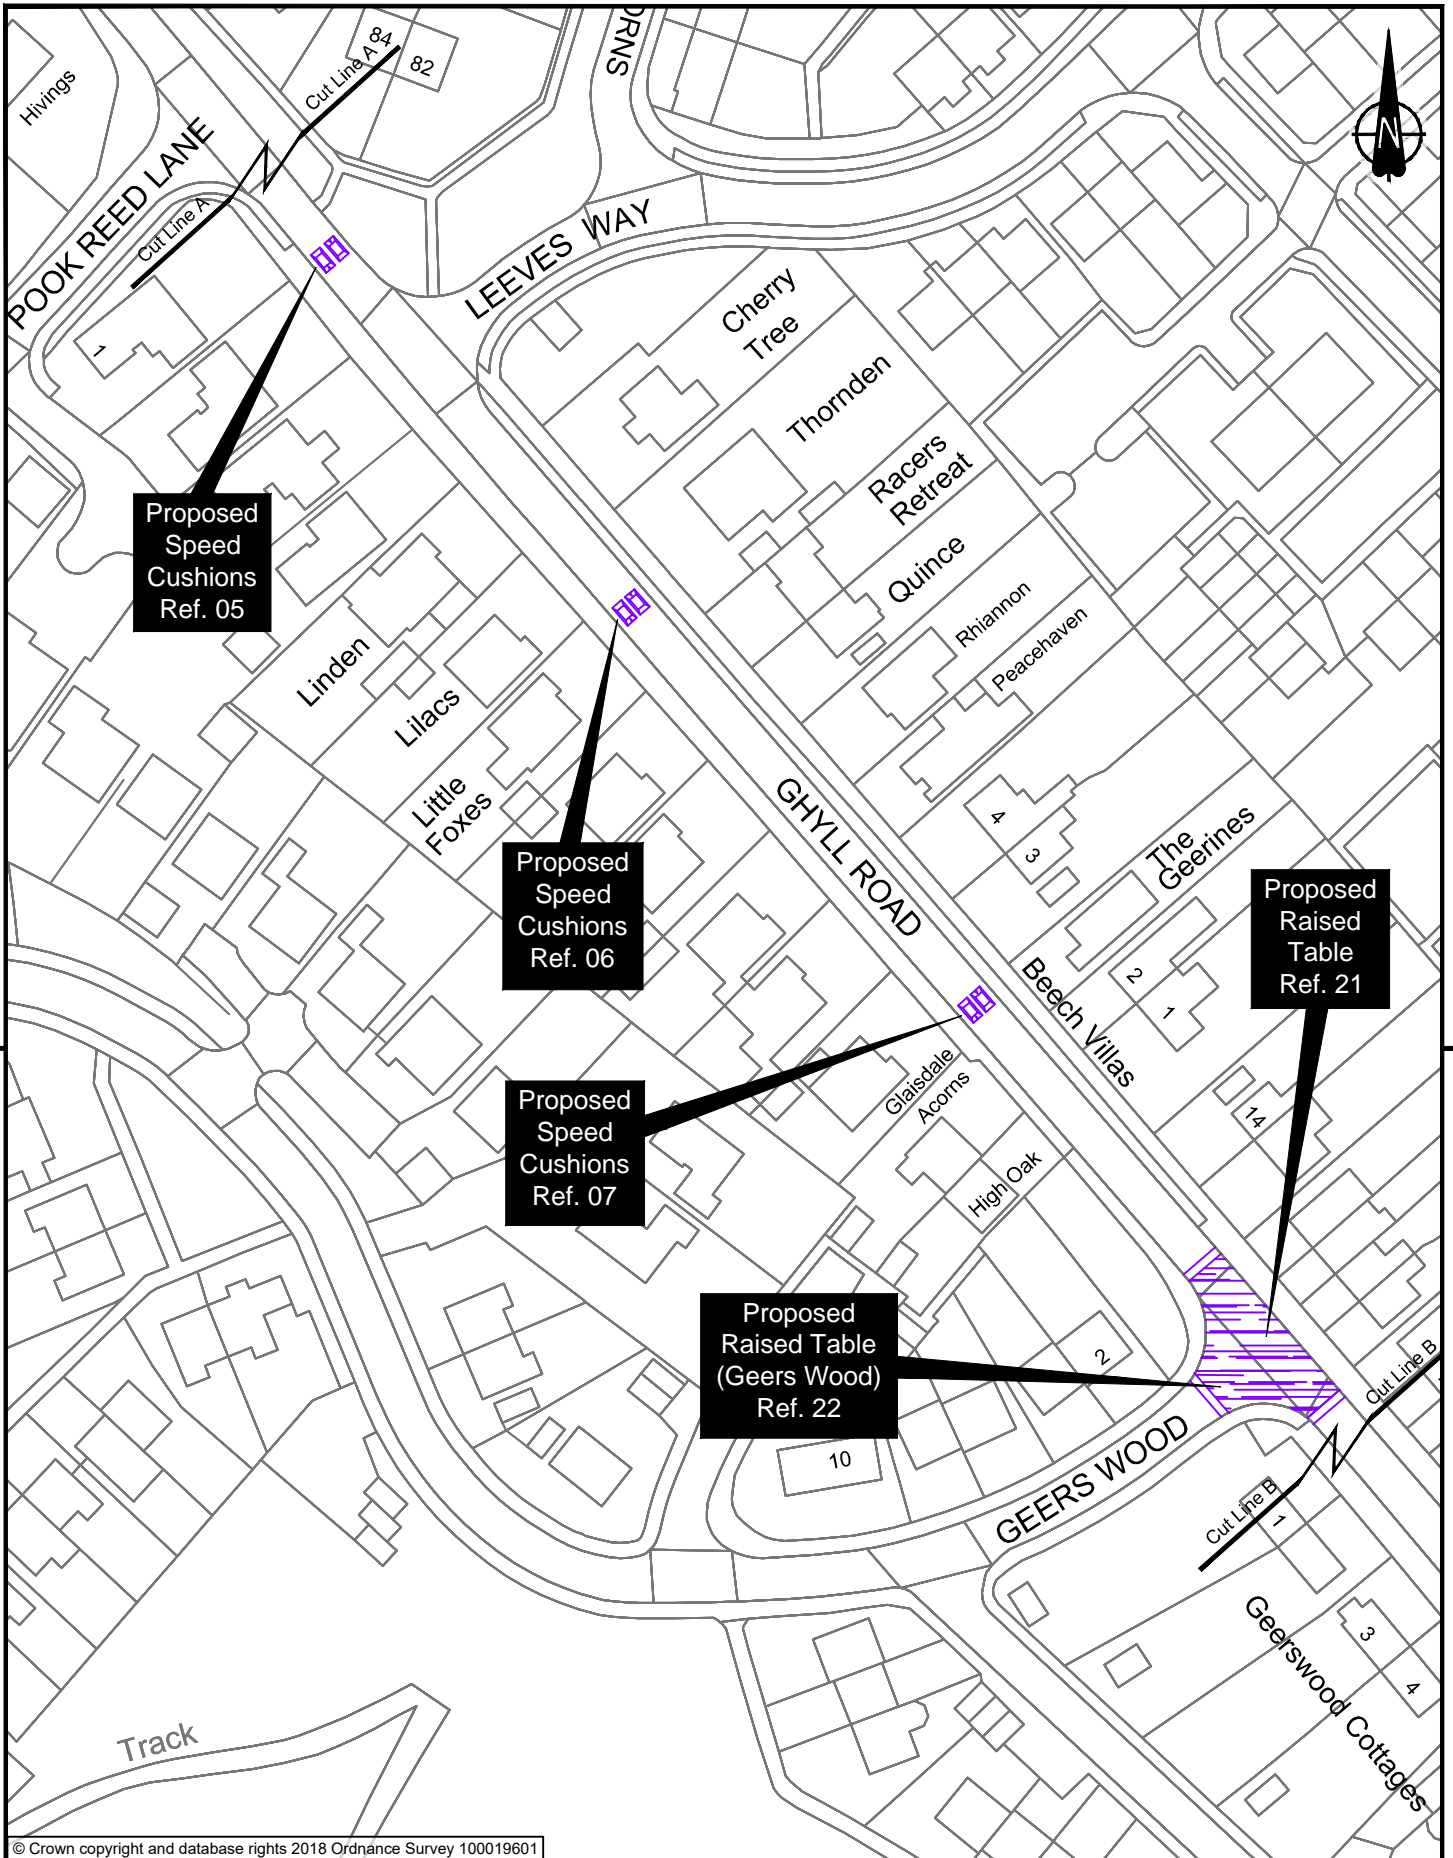 84
82
Cut Line A
Hivings
ORNS
N
POOK REED LANE
Cut Line A
LEEVES WAY
1
Cherry
Tree
Thornden
Racers
Retreat
Quince
Rhiannon
Peacehaven
Proposed
Speed
Cushions
Ref. 05
Linden
Lilacs
Little
Foxes
GHYLL ROAD
4
3
The
Geerines
Proposed
Speed
Cushions
Ref. 06
Proposed
Raised
Table
Ref. 21
2
1
Beech Villas
Glaisdale
Acorns
14
High Oak
Proposed
Speed
Cushions
Ref. 07
Proposed
Raised Table
(Geers Wood)
Ref. 22
2
Cut Line B
10
GEERS WOOD
Cut Line B
1
3
4
Geerswood Cottages
Track
© Crown copyright and database rights 2018 Ordnance Survey 100019601